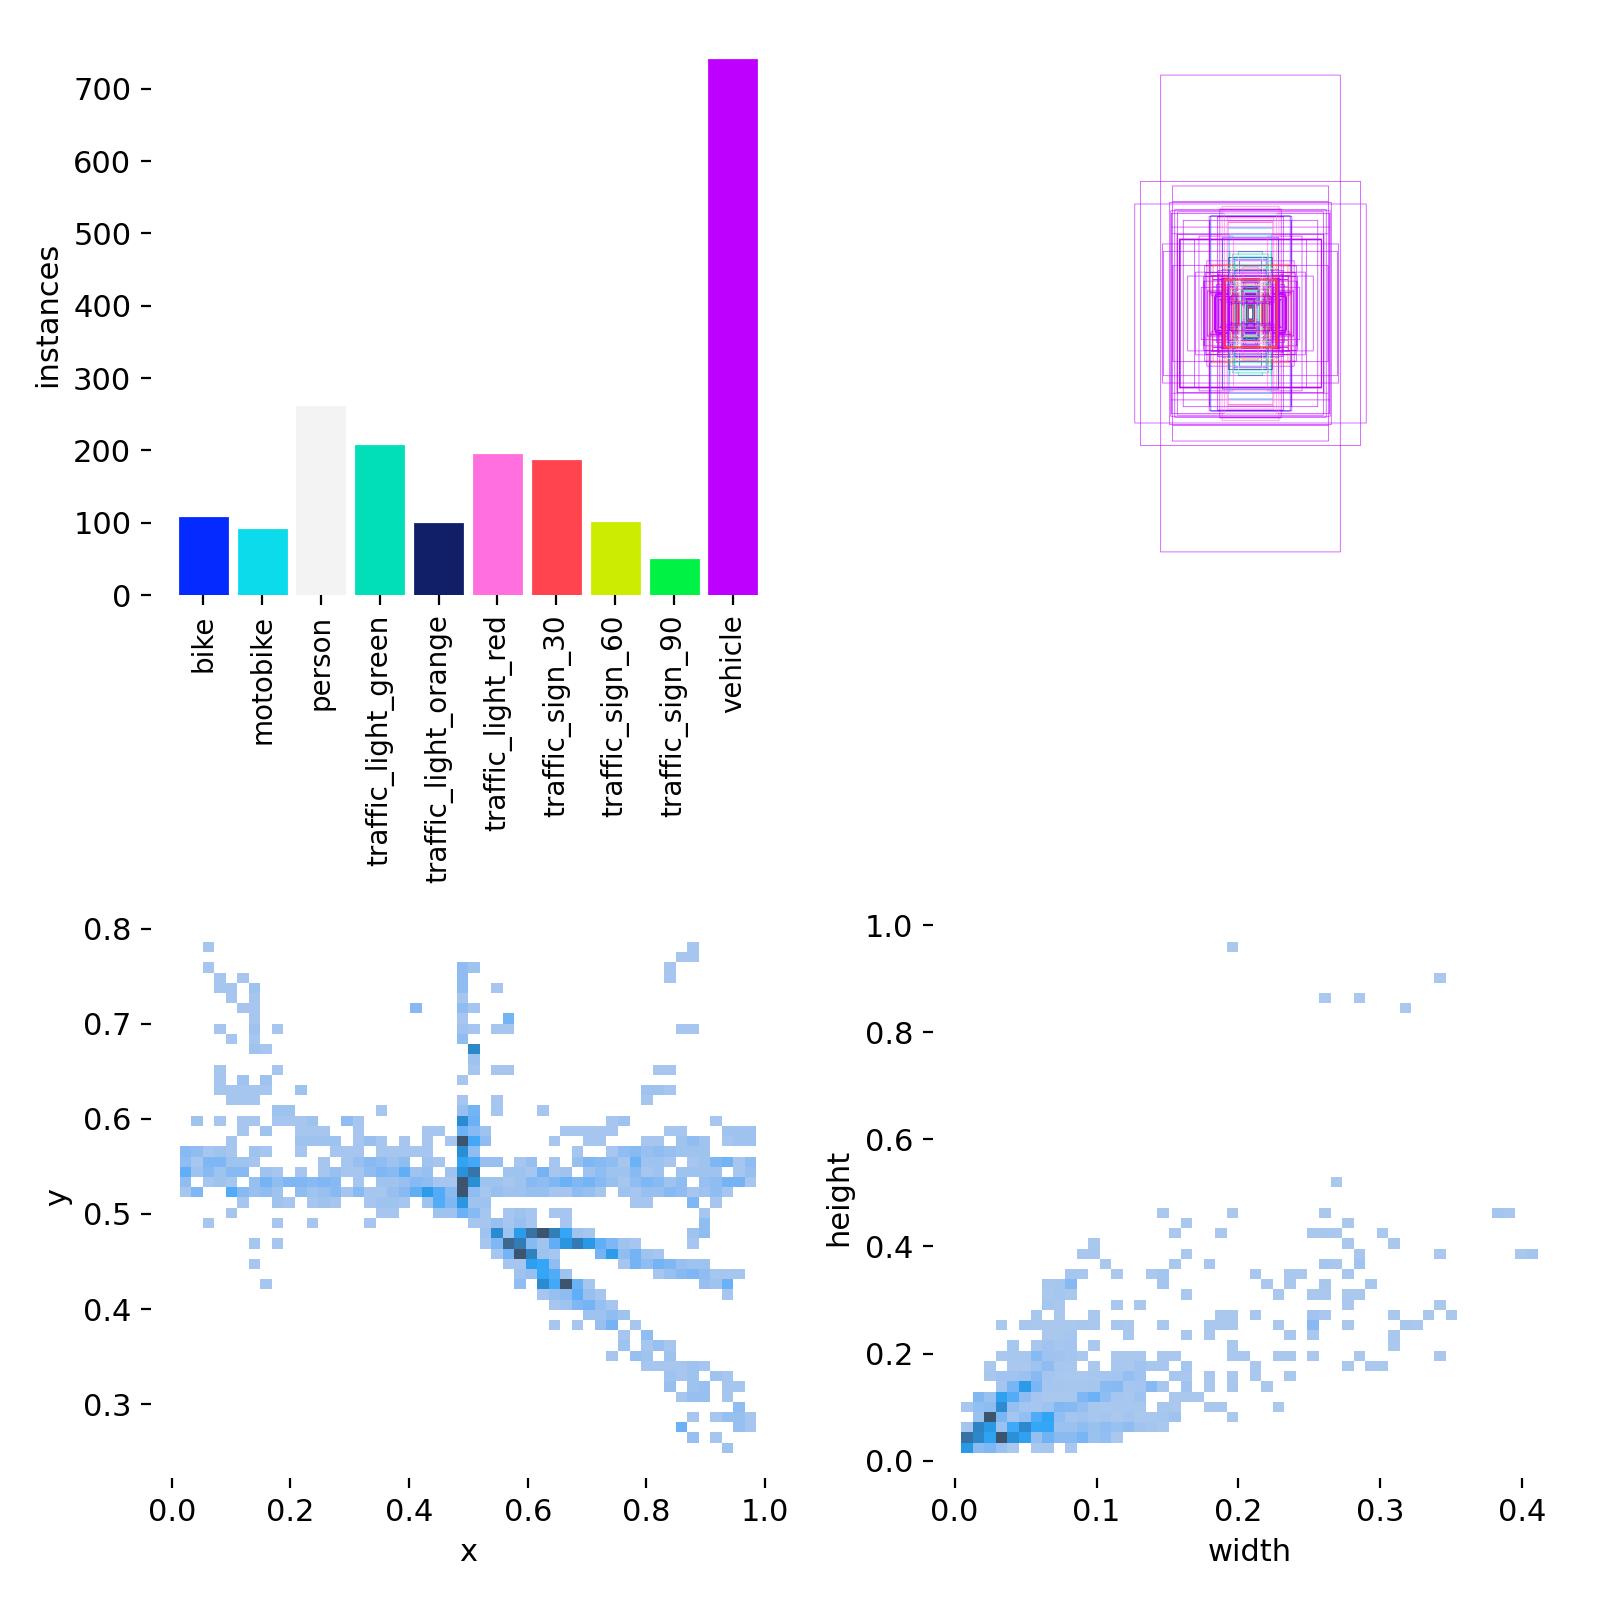 700
600
500
400
300
200
100
0
instances
bike
motobike
person
traffic_light_green
traffic_light_orange
traffic_light_red
traffic_sign_30
traffic_sign_60
traffic_sign_90
vehicle
0.8
0.7
0.6
0.5
0.4
0.3
y
0.0 0.2 0.4 0.6 0.8 1.0
x
1.0
0.8
0.6
0.4
0.2
0.0
height
0.0 0.1 0.2 0.3 0.4
width